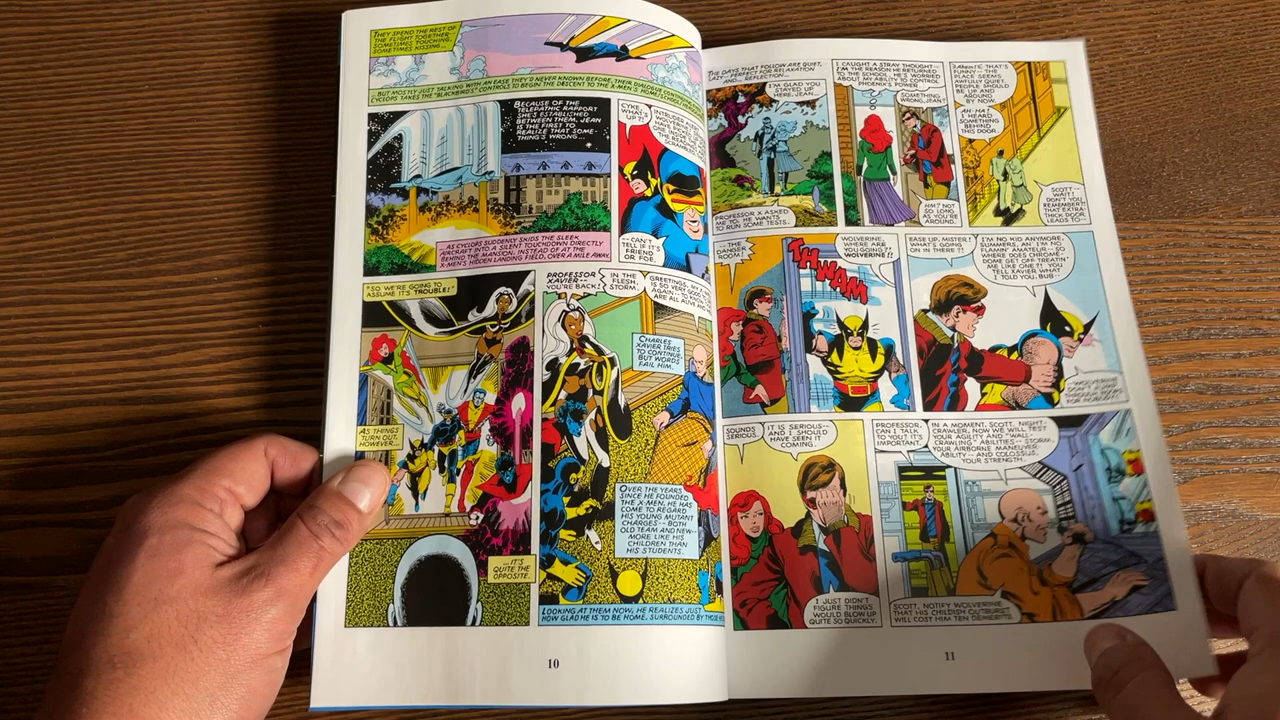 THEY SPEND THE REST OF
THE FLIGHT TOGETHER--
SOMETIMES TOUCHING,
SOMETIMES KISSING...
BUT MOSTLY JUST TALKING WITH AN EASE THEY'D NEVER KNOWN BEFORE, THEIR DIALOGUE
CYCLOPS TAKES THE "BLACKBIRD'S" CONTROLS TO BEGIN THE DESCENT TO THE X-MEN'S HOME
BECAUSE OF THE
TELEPATHIC RAPPORT
SHE'S ESTABLISHED
BETWEEN THEM, JEAN
IS THE FIRST TO
REALIZE THAT SOME-
THING'S WRONG...
--AS CYCLOPS SUDDENLY SKIDS THE SLEEK
AIRCRAFT INTO A SILENT TOUCHDOWN DIRECTLY
BEHIND THE MANSION, INSTEAD OF AT THE
X-MEN'S HIDDEN LANDING FIELD, OVER A MILE AWAY.
CYKE,
WHAT'S
UP?!
INTRUDER
--CAN'T
TELL IF IT'S
FRIEND
OR FOE.
"SO WE'RE GOING TO
ASSUME IT'S TROUBLE!"
AS THINGS
TURN OUT,
HOWEVER...
...IT'S
QUITE THE
OPPOSITE.
PROFESSOR
XAVIER--
YOU'RE BACK!
IN THE
FLESH,
STORM.
GREETINGS, MY
IS SO VERY GOOD
AGAIN, TO KNOW
ARE ALL ALIVE AND
CHARLES
XAVIER TRIES
TO CONTINUE,
BUT WORDS
FAIL HIM.
OVER THE YEARS
SINCE HE FOUNDED
THE X-MEN, HE HAS
COME TO REGARD
HIS YOUNG MUTANT
CHARGES-- BOTH
OLD TEAM AND NEW--
MORE LIKE HIS
CHILDREN THAN
HIS STUDENTS.
LOOKING AT THEM NOW, HE REALIZES JUST
HOW GLAD HE IS TO BE HOME, SURROUNDED BY THOSE
10
THE DAYS THAT FOLLOW ARE QUIET,
LAZY--PERFECT FOR RELAXATION
AND... REFLECTION...
I'M GLAD YOU
STAYED UP
HERE, JEAN...
PROFESSOR X ASKED
ME TO. HE WANTS
TO RUN SOME TESTS.
I CAUGHT A STRAY THOUGHT--
I'M THE REASON HE RETURNED
TO THE SCHOOL. HE'S WORRIED
ABOUT MY ABILITY TO CONTROL
PHOENIX'S POWER.
SOMETHING
WRONG, JEAN?
HM? NOT
SO LONG
AS YOU'RE
AROUND.
THAT'S
FUNNY-- THE
PLACE SEEMS
AWFULLY QUIET.
PEOPLE SHOULD
BE UP AND
AROUND
BY NOW.
AH-HA!
I HEARD
SOMETHING
BEHIND
THIS DOOR.
SCOTT--
WAIT!
DON'T YOU
REMEMBER?!
THAT EXTRA-
THICK DOOR
LEADS TO--
--THE
DANGER
ROOM!
THWAM
WOLVERINE,
WHERE ARE
YOU GOING?!
WOLVERINE!!
EASE UP, MISTER!
WHAT'S GOING
ON IN THERE?!
I'M NO KID ANYMORE,
SUMMERS, AN' I'M NO
FLAMIN' AMATEUR-- SO
WHERE DOES CHROME-
DOME GET OFF TREATIN'
ME LIKE ONE?! YOU
TELL XAVIER WHAT
I TOLD YOU, BUB--
--WOLVERINE
DON'T JUMP
THROUGH HOOPS
FOR NOBODY!
SOUNDS
SERIOUS.
IT IS SERIOUS--
AND I SHOULD
HAVE SEEN IT
COMING.
I JUST DIDN'T
FIGURE THINGS
WOULD BLOW UP
QUITE SO QUICKLY.
PROFESSOR,
CAN I TALK
TO YOU? IT'S
IMPORTANT.
IN A MOMENT, SCOTT. NIGHT-
CRAWLER, NOW WE WILL TEST
YOUR AGILITY AND "WALL-
CRAWLING" ABILITIES-- STORM,
YOUR AIRBORNE MANEUVER-
ABILITY-- AND COLOSSUS,
YOUR STRENGTH.
SCOTT, NOTIFY WOLVERINE
THAT HIS CHILDISH OUTBURST
WILL COST HIM TEN DEMERITS.
11